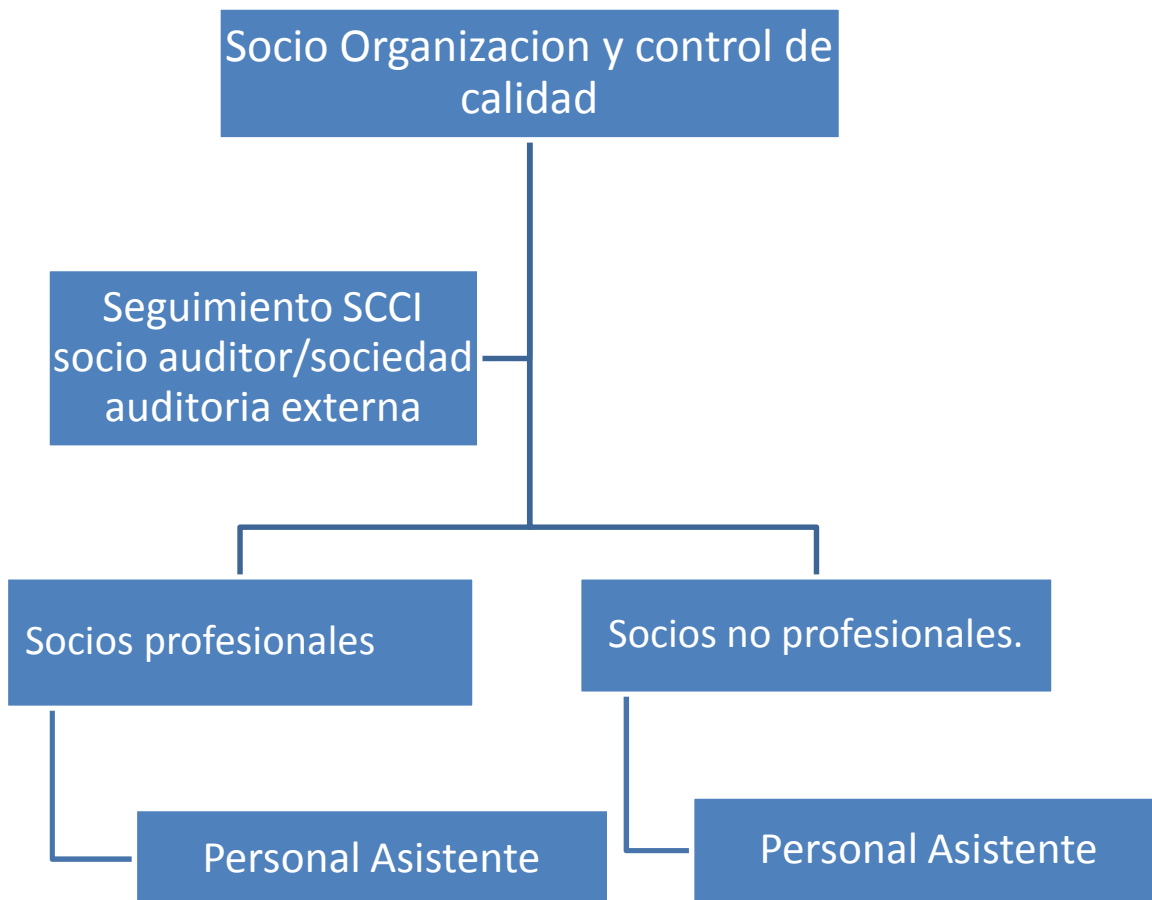 Socio Organizacion y control de
calidad
Seguimiento SCCI
socio auditor/sociedad
auditoria externa
Socios profesionales
Socios no profesionales.
Personal Asistente
Personal Asistente